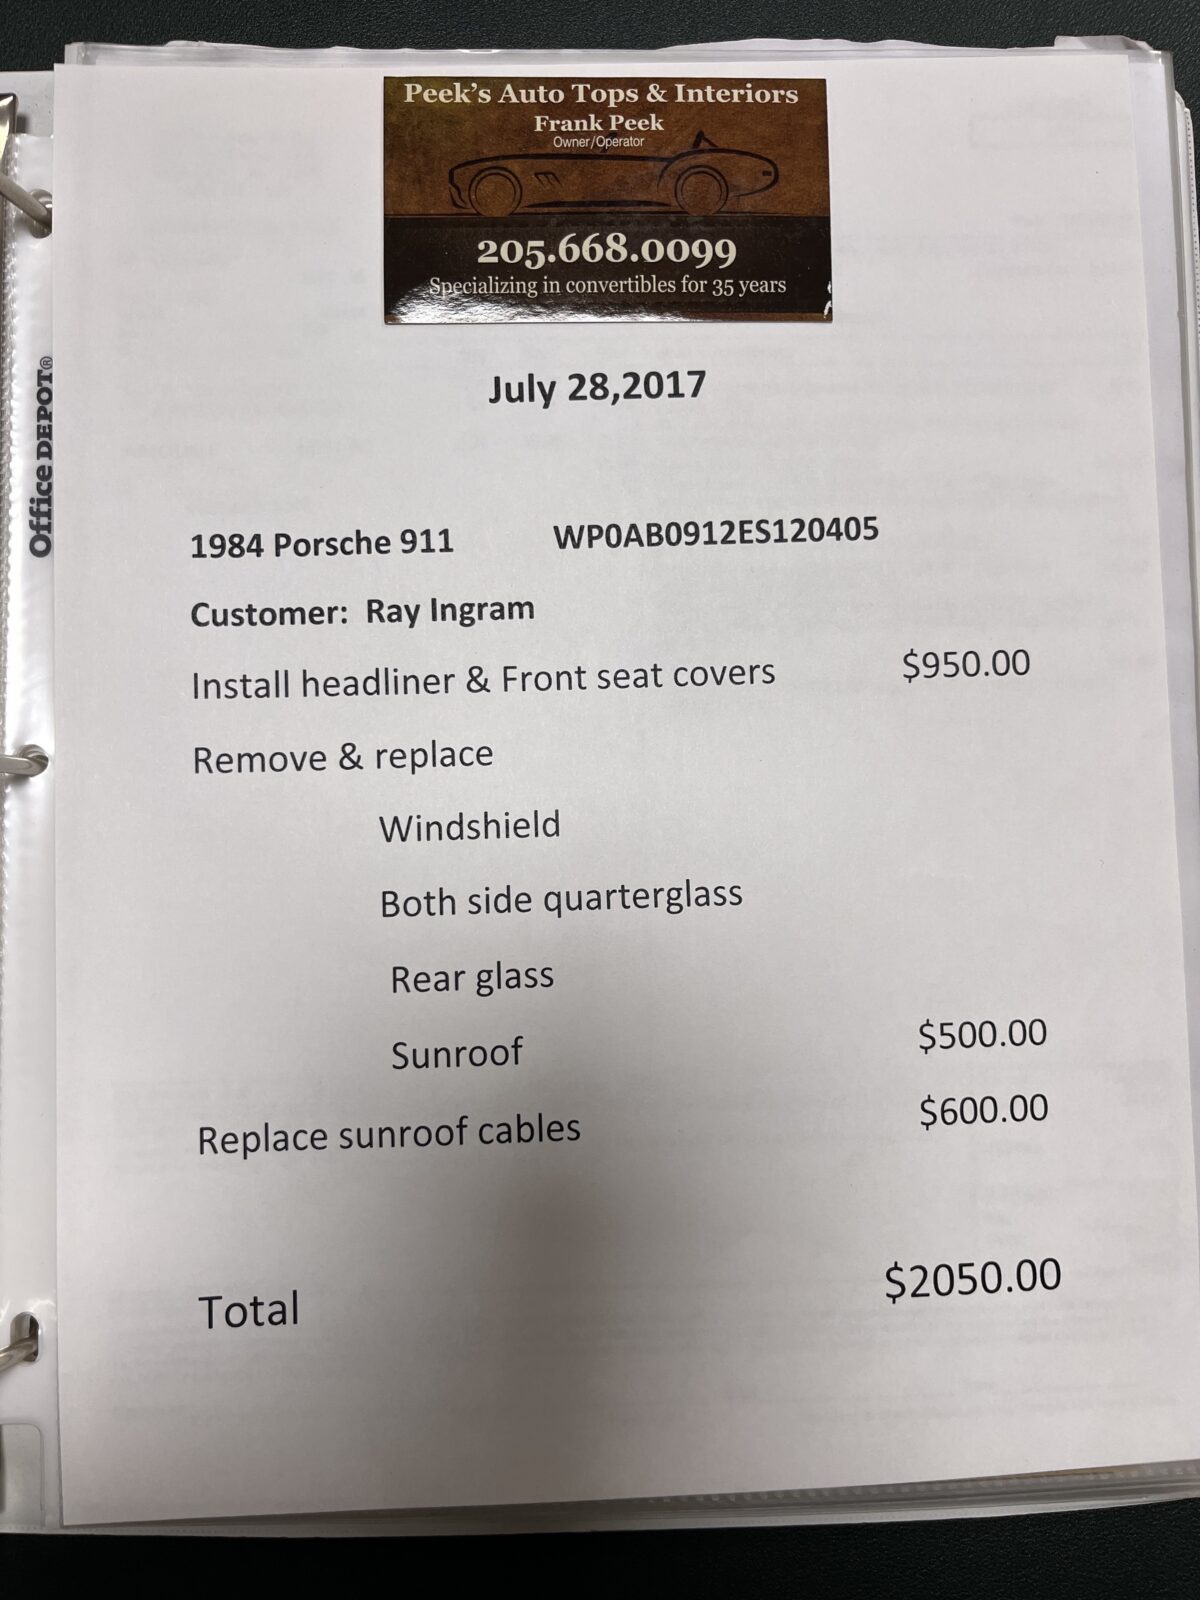 Peek's Auto Tops & Interiors
Frank Peek
Owner/Operator
205.668.0099
Specializing in convertibles for 35 years
Office DEPOT®
July 28,2017
1984 Porsche 911 WP0AB0912ES120405
Customer: Ray Ingram
Install headliner & Front seat covers $950.00
Remove & replace
Windshield
Both side quarterglass
Rear glass
Sunroof $500.00
Replace sunroof cables $600.00
Total $2050.00